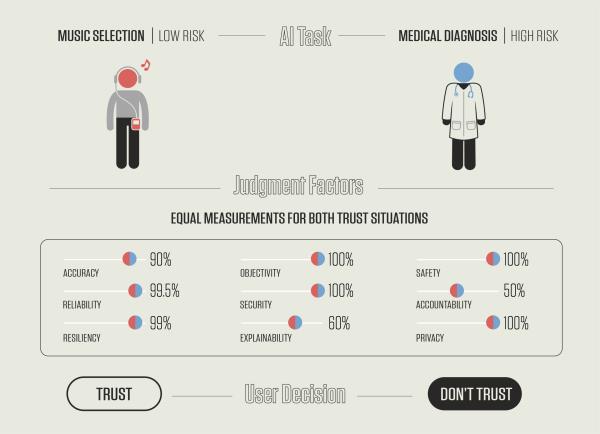 MUSIC SELECTION | LOW RISK
AI Task
MEDICAL DIAGNOSIS | HIGH RISK
Judgment Factors
EQUAL MEASUREMENTS FOR BOTH TRUST SITUATIONS
90%
ACCURACY
100%
OBJECTIVITY
100%
SAFETY
99.5%
RELIABILITY
100%
SECURITY
50%
ACCOUNTABILITY
99%
RESILIENCY
60%
EXPLAINABILITY
100%
PRIVACY
TRUST
User Decision
DON'T TRUST